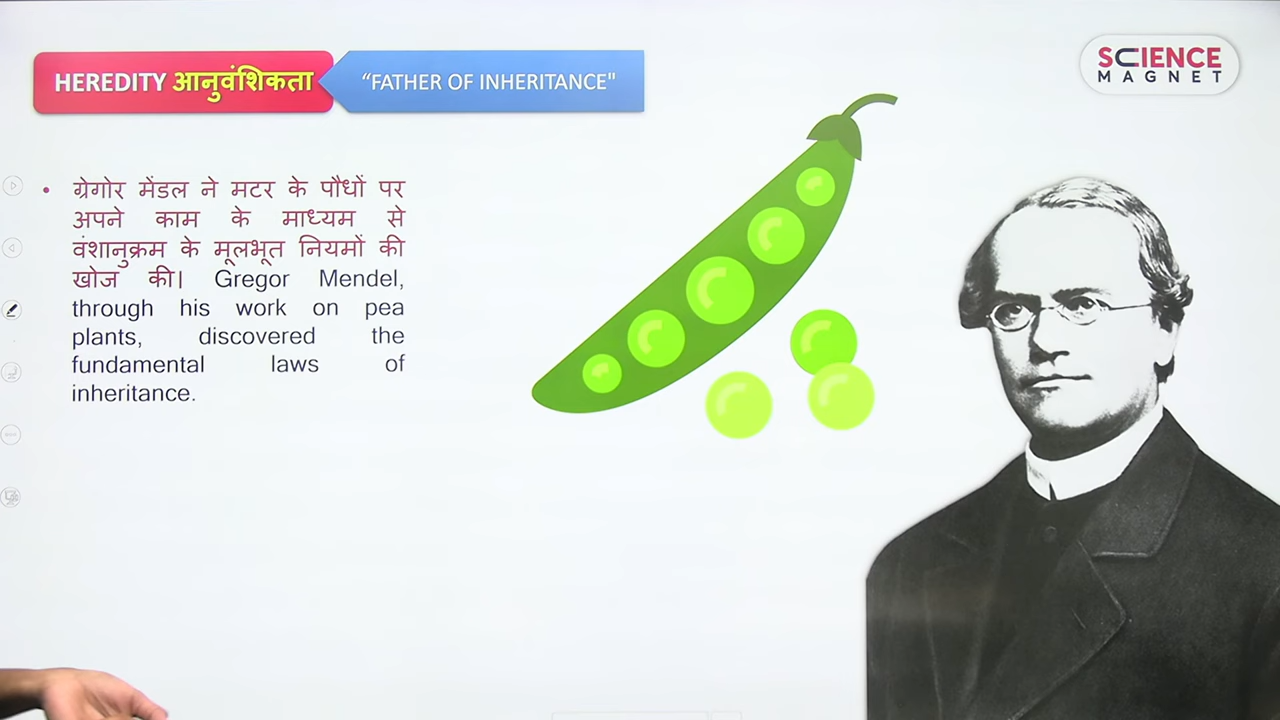 HEREDITY आनुवंशिकता
“FATHER OF INHERITANCE"
SCIENCE
MAGNET
• ग्रेगोर मेंडल ने मटर के पौधों पर
अपने काम के माध्यम से
वंशानुक्रम के मूलभूत नियमों की
खोज की। Gregor Mendel,
through his work on pea
plants, discovered the
fundamental laws of
inheritance.